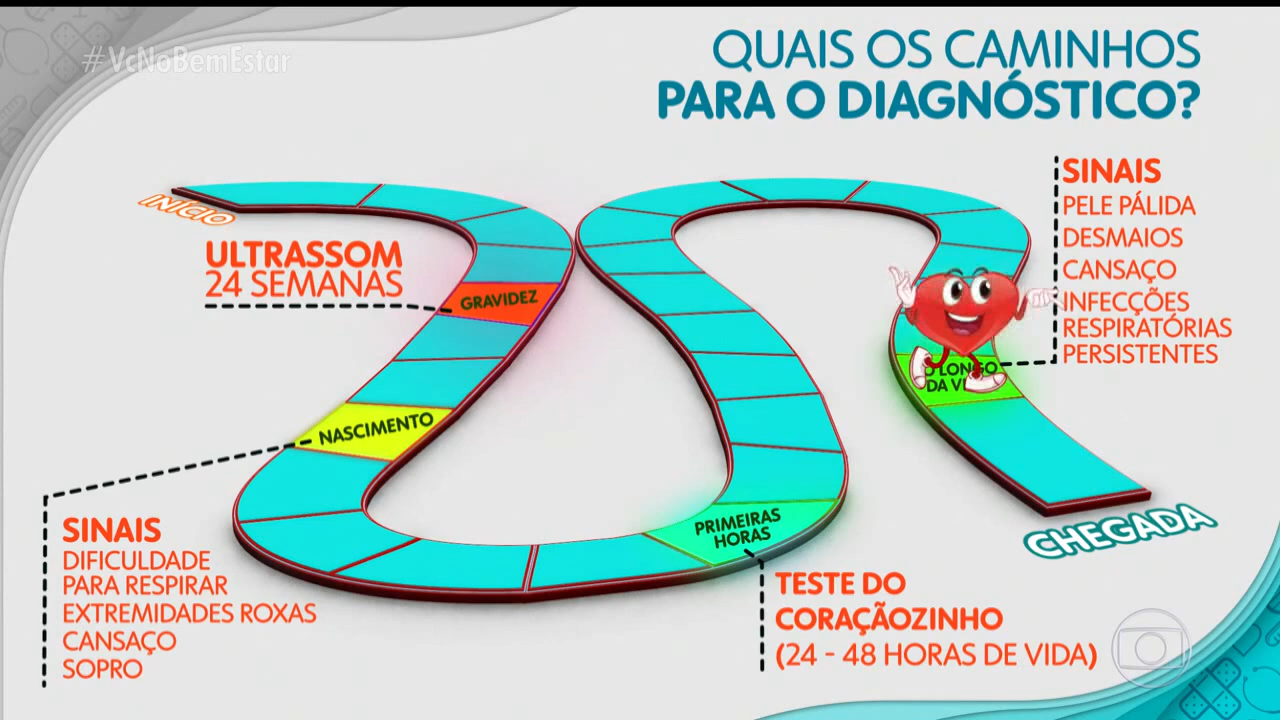 #VcNoBemEstar
QUAIS OS CAMINHOS
PARA O DIAGNÓSTICO?
INÍCIO
ULTRASSOM
24 SEMANAS
GRAVIDEZ
NASCIMENTO
SINAIS
DIFICULDADE
PARA RESPIRAR
EXTREMIDADES ROXAS
CANSAÇO
SOPRO
PRIMEIRAS
HORAS
TESTE DO
CORAÇÃOZINHO
(24 - 48 HORAS DE VIDA)
SINAIS
PELE PÁLIDA
DESMAIOS
CANSAÇO
INFECÇÕES
RESPIRATÓRIAS
PERSISTENTES
O LONGO
DA
CHEGADA